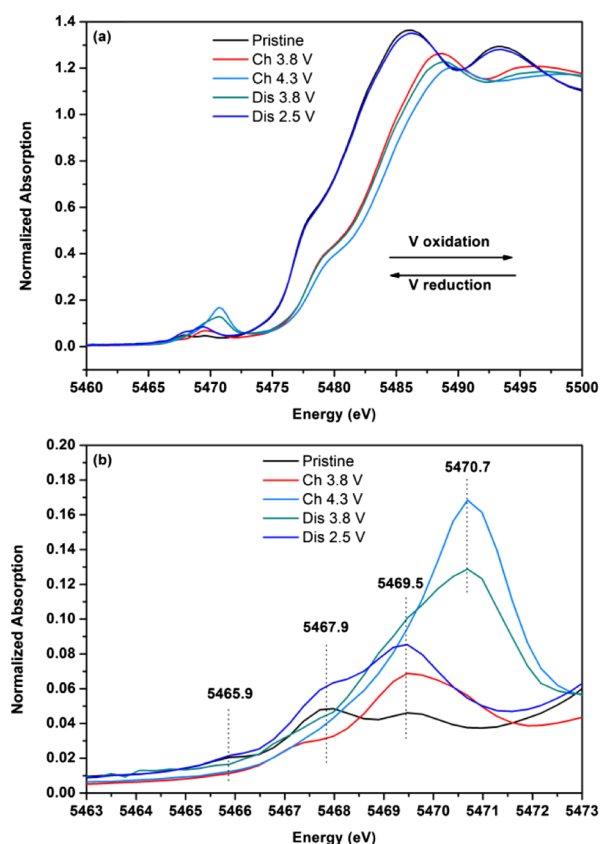 (a)
Pristine
Ch 3.8 V
Ch 4.3 V
Dis 3.8 V
Dis 2.5 V
V oxidation
V reduction
Normalized Absorption
1.4
1.2
1.0
0.8
0.6
0.4
0.2
0.0
5460 5465 5470 5475 5480 5485 5490 5495 5500
Energy (eV)
(b)
Pristine
Ch 3.8 V
Ch 4.3 V
Dis 3.8 V
Dis 2.5 V
5470.7
5469.5
5467.9
5465.9
Normalized Absorption
0.20
0.18
0.16
0.14
0.12
0.10
0.08
0.06
0.04
0.02
0.00
5463 5464 5465 5466 5467 5468 5469 5470 5471 5472 5473
Energy (eV)